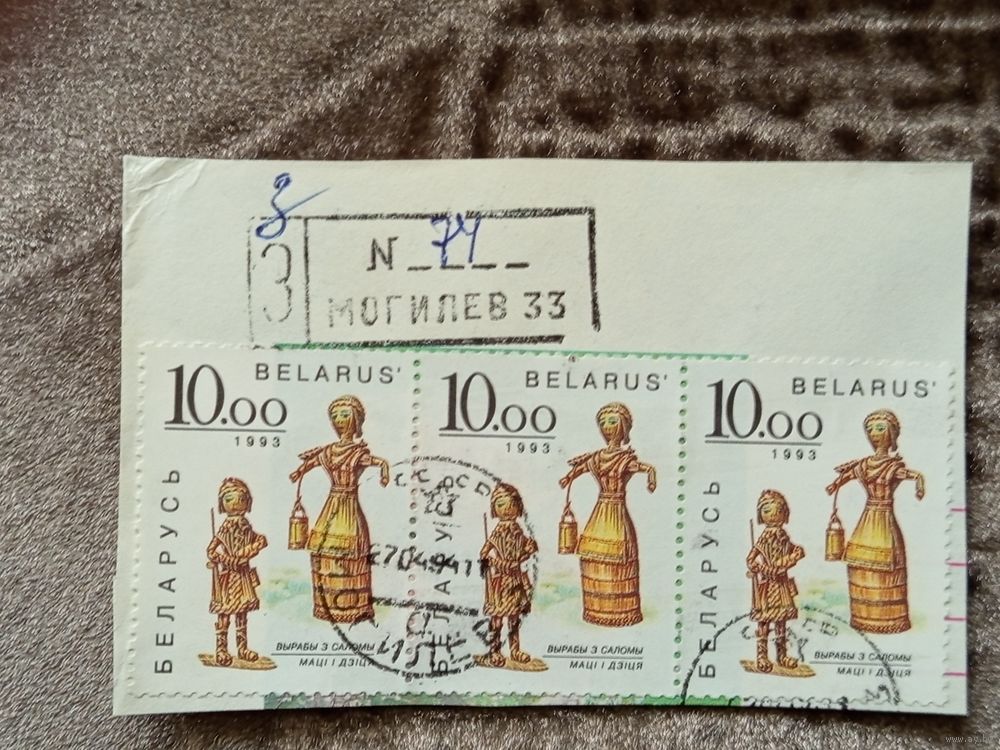 З
З
N 74
МОГИЛЕВ 33
10.00
BELARUS'
1993
БЕЛАРУСЬ
ВЫРАБЫ З САЛОМЫ
МАЦІ І ДЗІЦЯ
10.00
BELARUS'
1993
БЕЛАРУСЬ
ВЫРАБЫ З САЛОМЫ
МАЦІ І ДЗІЦЯ
10.00
BELARUS'
1993
БЕЛАРУСЬ
ВЫРАБЫ З САЛОМЫ
МАЦІ І ДЗІЦЯ